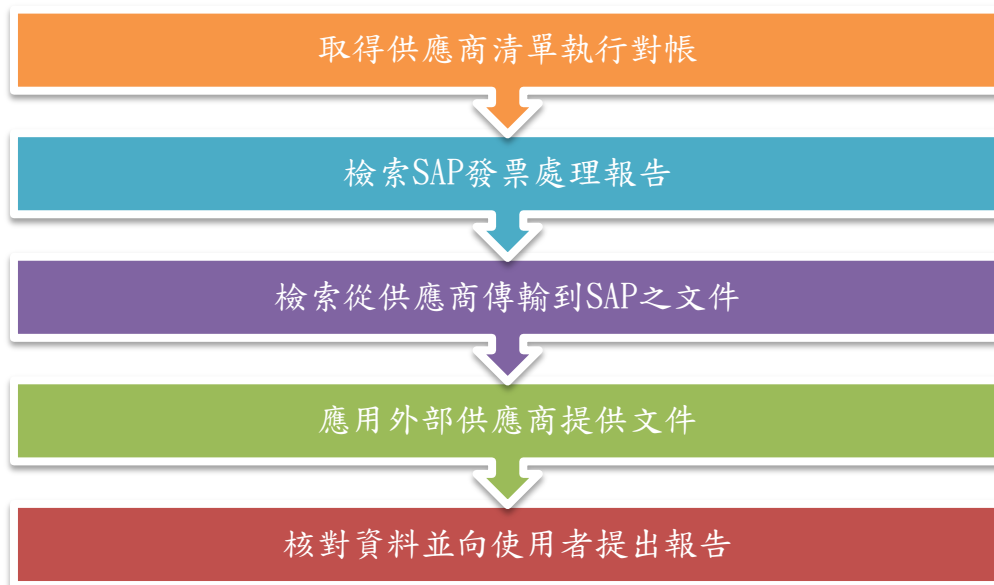 取得供應商清單執行對帳
檢索SAP發票處理報告
檢索從供應商傳輸到SAP之文件
應用外部供應商提供文件
核對資料並向使用者提出報告